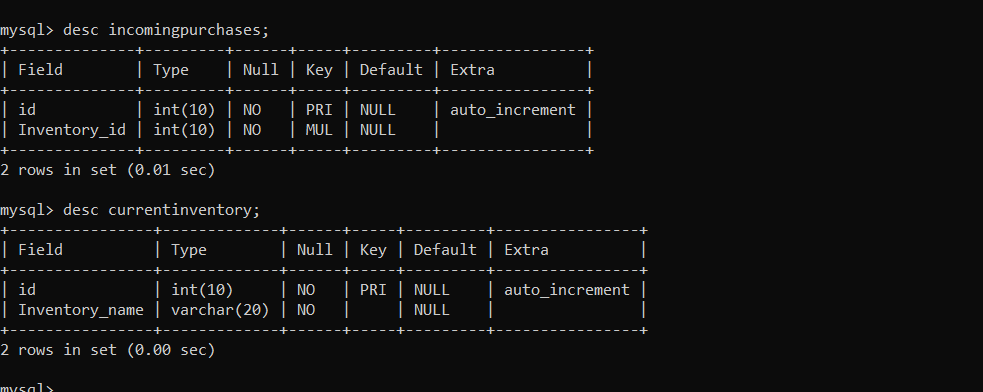 mysql> desc incomingpurchases;
+--------------+---------+------+-----+---------+----------------+
| Field        | Type    | Null | Key | Default | Extra          |
+--------------+---------+------+-----+---------+----------------+
| id           | int(10) | NO   | PRI | NULL    | auto_increment |
| Inventory_id | int(10) | NO   | MUL | NULL    |                |
+--------------+---------+------+-----+---------+----------------+
2 rows in set (0.01 sec)
mysql> desc currentinventory;
+----------------+-------------+------+-----+---------+----------------+
| Field          | Type        | Null | Key | Default | Extra          |
+----------------+-------------+------+-----+---------+----------------+
| id             | int(10)     | NO   | PRI | NULL    | auto_increment |
| Inventory_name | varchar(20) | NO   |     | NULL    |                |
+----------------+-------------+------+-----+---------+----------------+
2 rows in set (0.00 sec)
mysql>